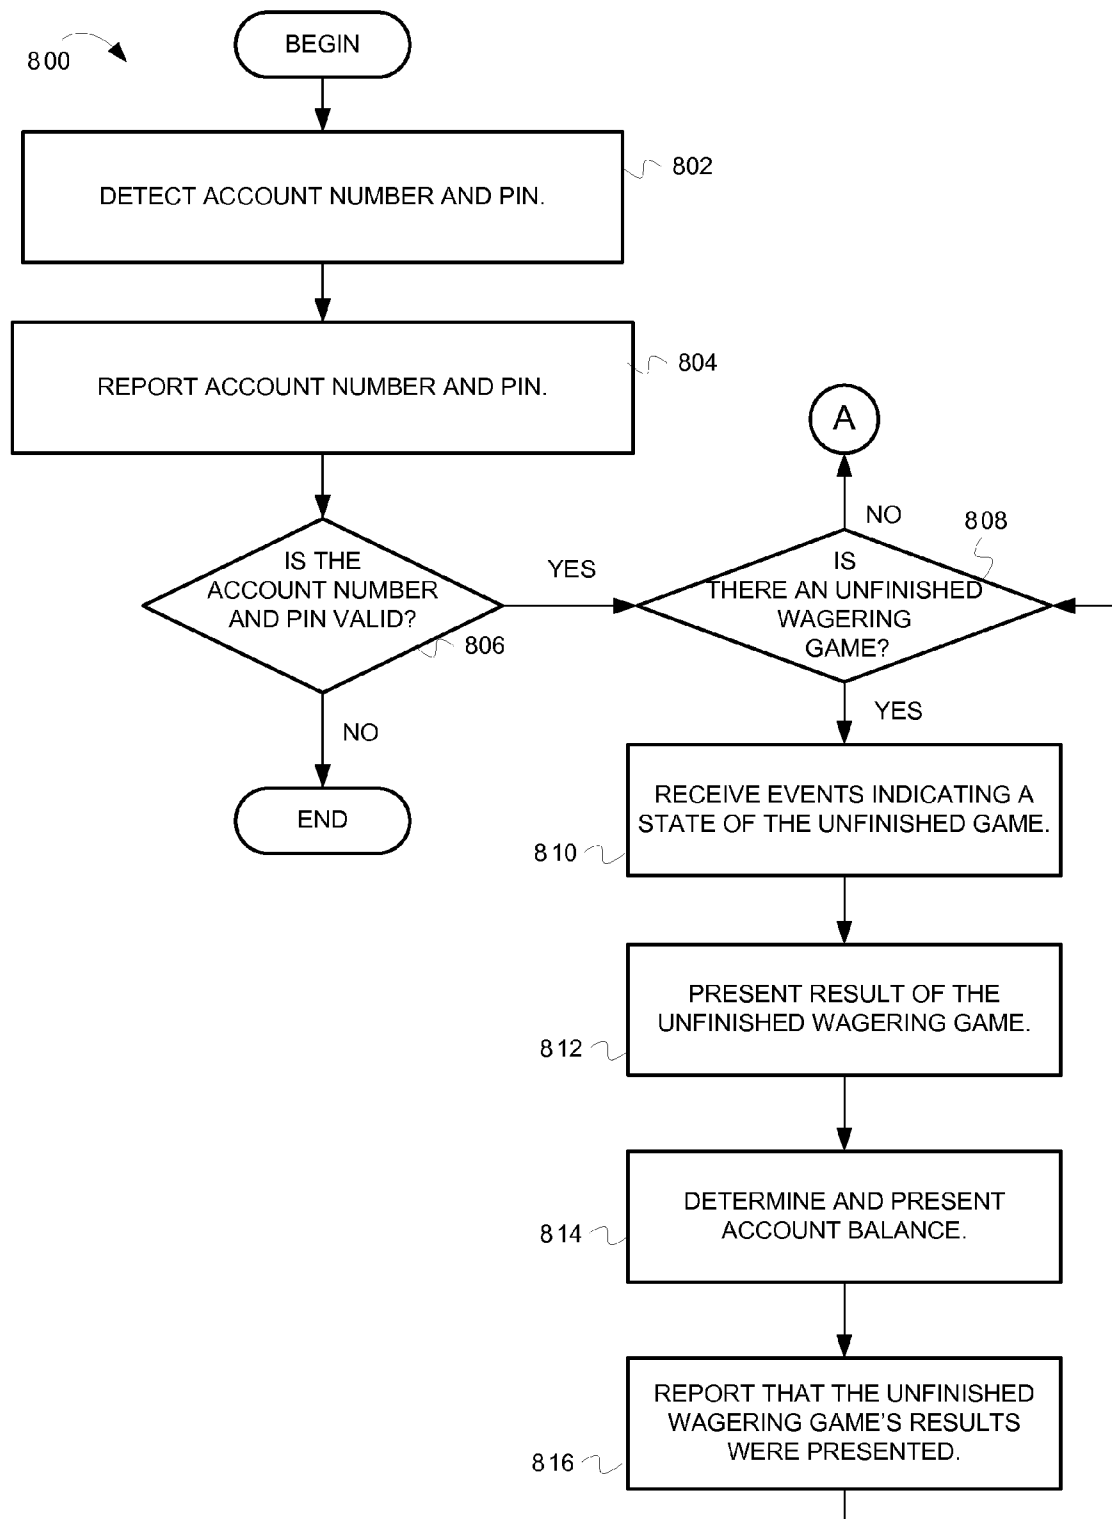 800
BEGIN
DETECT ACCOUNT NUMBER AND PIN.
802
REPORT ACCOUNT NUMBER AND PIN.
804
IS THE
ACCOUNT NUMBER
AND PIN VALID?
806
YES
NO
END
A
NO
808
IS
THERE AN UNFINISHED
WAGERING
GAME?
YES
RECEIVE EVENTS INDICATING A
STATE OF THE UNFINISHED GAME.
810
PRESENT RESULT OF THE
UNFINISHED WAGERING GAME.
812
DETERMINE AND PRESENT
ACCOUNT BALANCE.
814
REPORT THAT THE UNFINISHED
WAGERING GAME’S RESULTS
WERE PRESENTED.
816